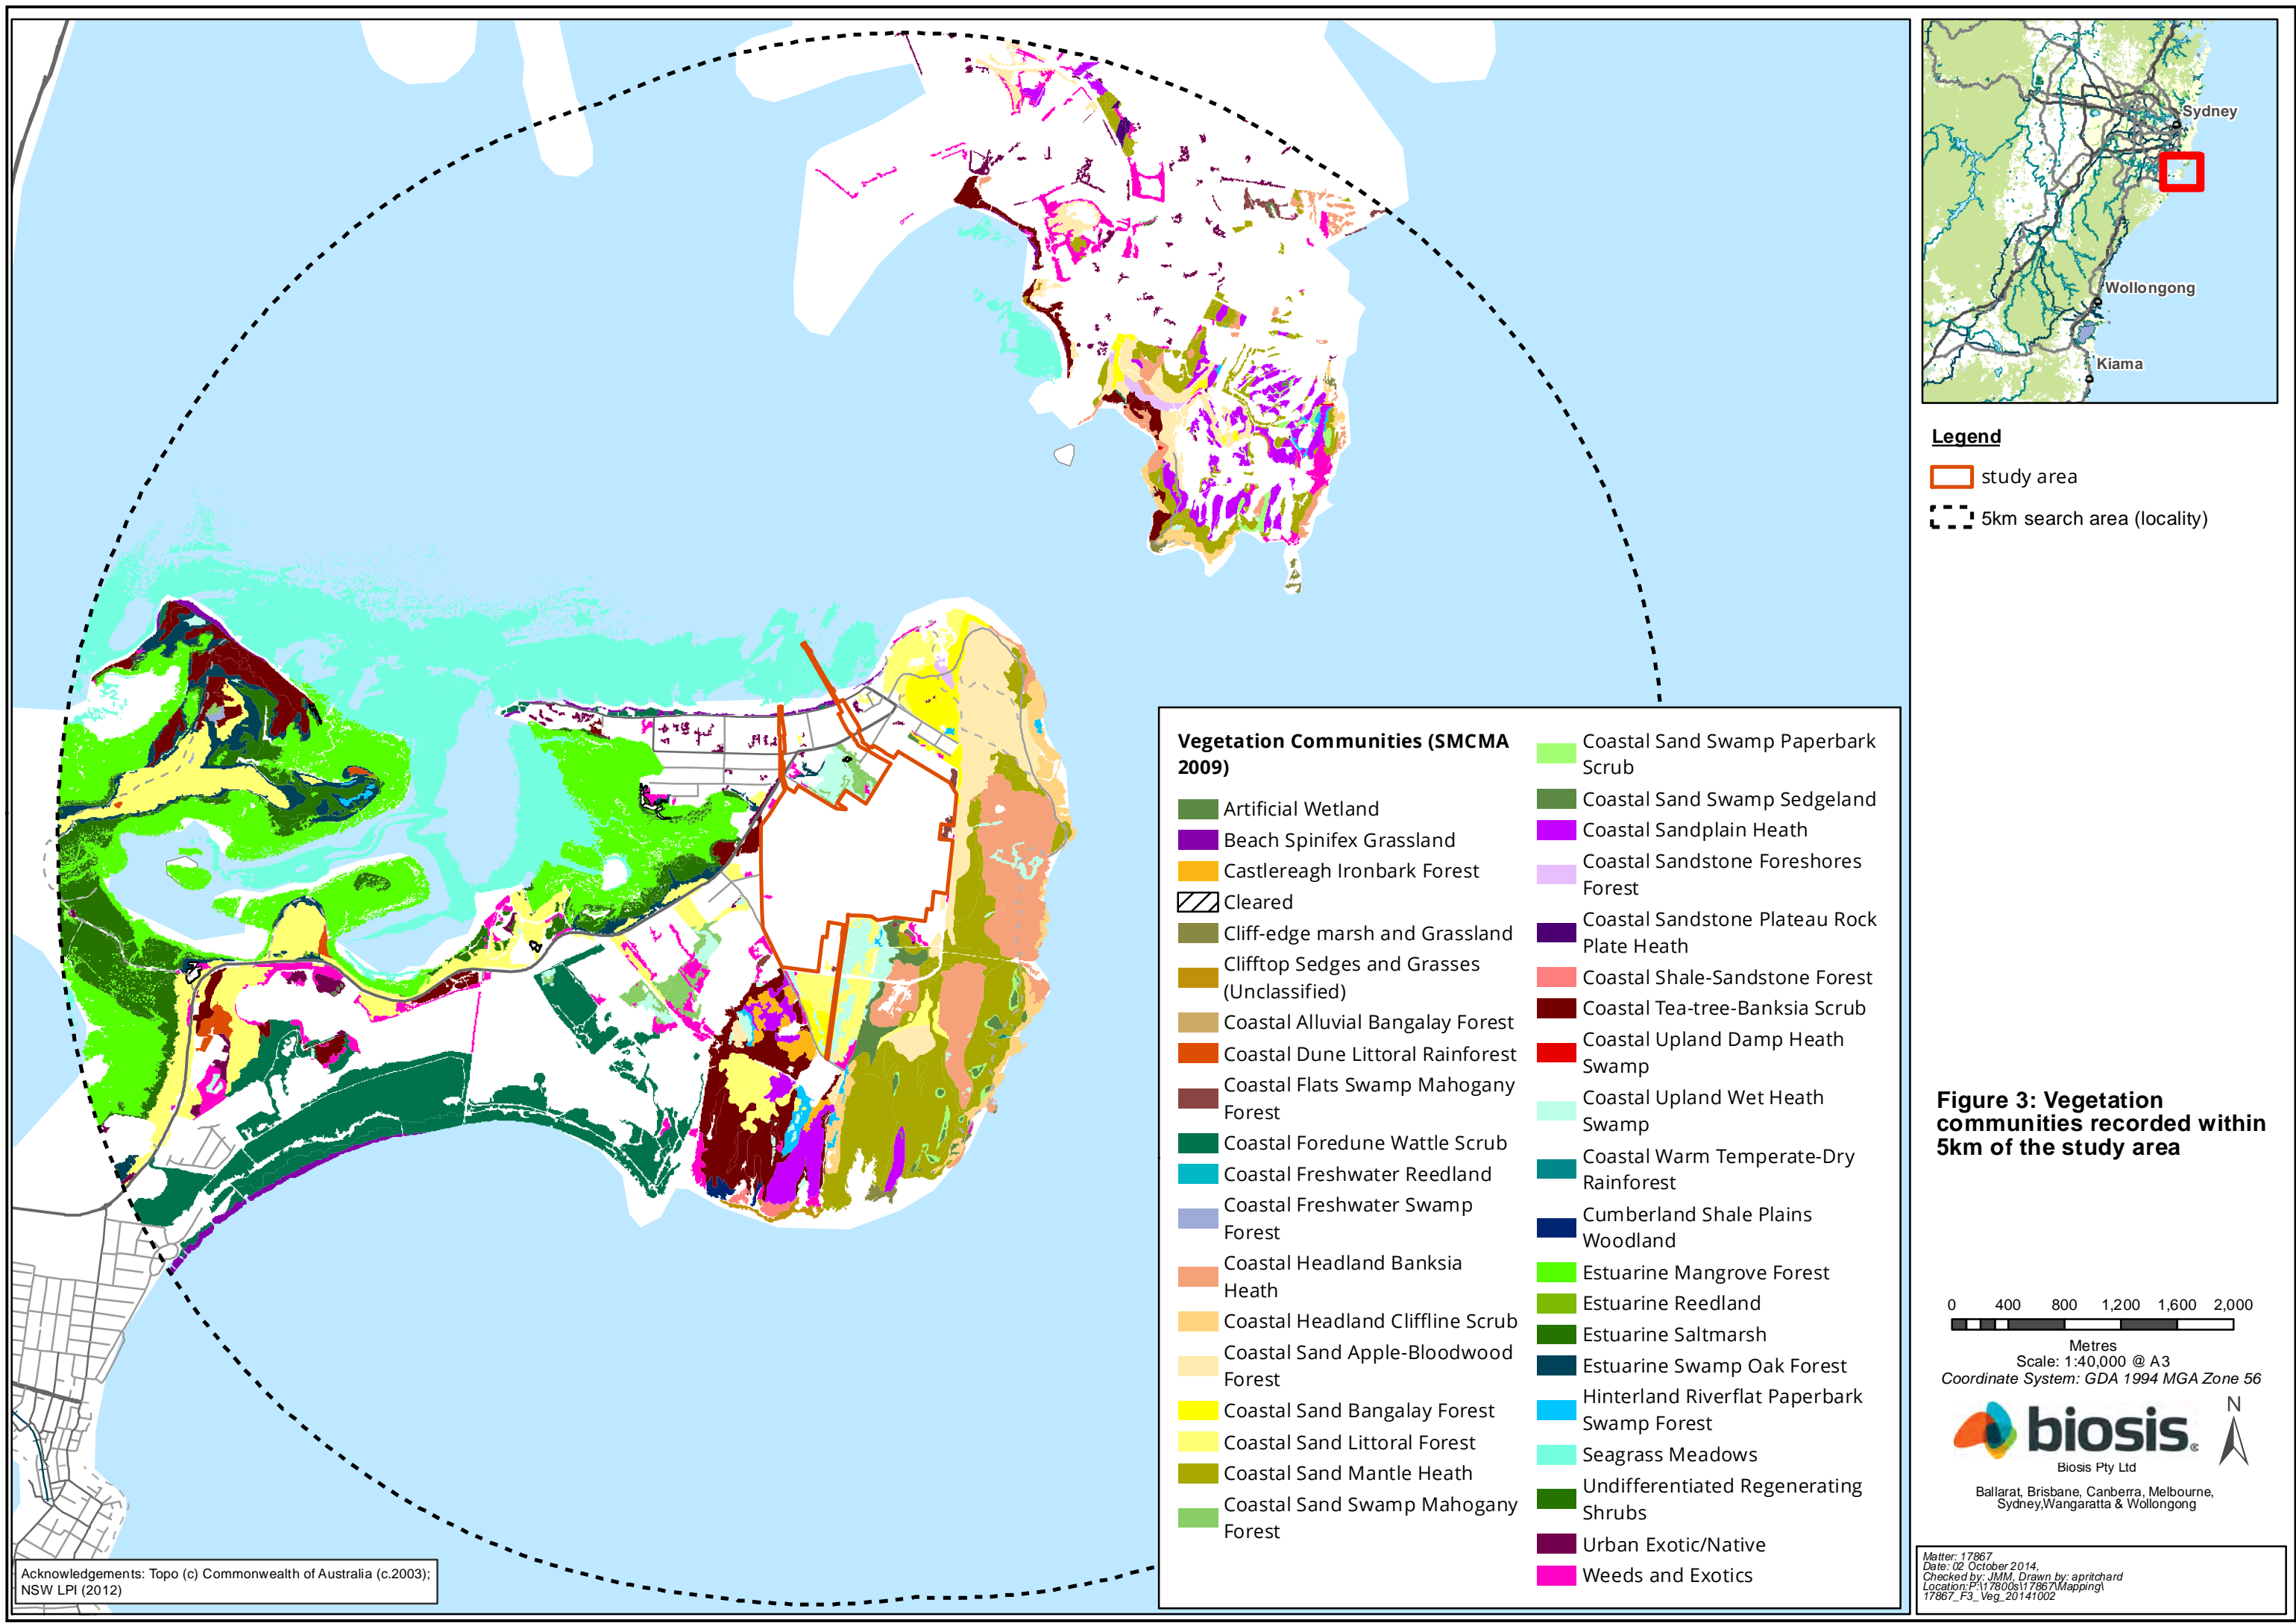 Sydney
Wollongong
Kiama
Legend
study area
5km search area (locality)
Vegetation Communities (SMCMA
2009)
Artificial Wetland
Beach Spinifex Grassland
Castlereagh Ironbark Forest
Cleared
Cliff-edge marsh and Grassland
Clifftop Sedges and Grasses
(Unclassified)
Coastal Alluvial Bangalay Forest
Coastal Dune Littoral Rainforest
Coastal Flats Swamp Mahogany
Forest
Coastal Foredune Wattle Scrub
Coastal Freshwater Reedland
Coastal Freshwater Swamp
Forest
Coastal Headland Banksia
Heath
Coastal Headland Cliffline Scrub
Coastal Sand Apple-Bloodwood
Forest
Coastal Sand Bangalay Forest
Coastal Sand Littoral Forest
Coastal Sand Mantle Heath
Coastal Sand Swamp Mahogany
Forest
Coastal Sand Swamp Paperbark
Scrub
Coastal Sand Swamp Sedgeland
Coastal Sandplain Heath
Coastal Sandstone Foreshores
Forest
Coastal Sandstone Plateau Rock
Plate Heath
Coastal Shale-Sandstone Forest
Coastal Tea-tree-Banksia Scrub
Coastal Upland Damp Heath
Swamp
Coastal Upland Wet Heath
Swamp
Coastal Warm Temperate-Dry
Rainforest
Cumberland Shale Plains
Woodland
Estuarine Mangrove Forest
Estuarine Reedland
Estuarine Saltmarsh
Estuarine Swamp Oak Forest
Hinterland Riverflat Paperbark
Swamp Forest
Seagrass Meadows
Undifferentiated Regenerating
Shrubs
Urban Exotic/Native
Weeds and Exotics
Figure 3: Vegetation
communities recorded within
5km of the study area
0 400 800 1,200 1,600 2,000
Metres
Scale: 1:40,000 @ A3
Coordinate System: GDA 1994 MGA Zone 56
biosis
N
Biosis Pty Ltd
Ballarat, Brisbane, Canberra, Melbourne,
Sydney,Wangaratta & Wollongong
Matter: 17867
Date: 02 October 2014,
Checked by: JMM, Drawn by: apritchard
Location:P:\17800s\17867\Mapping\
17867_F3_Veg_20141002
Acknowledgements: Topo (c) Commonwealth of Australia (c.2003);
NSW LPI (2012)